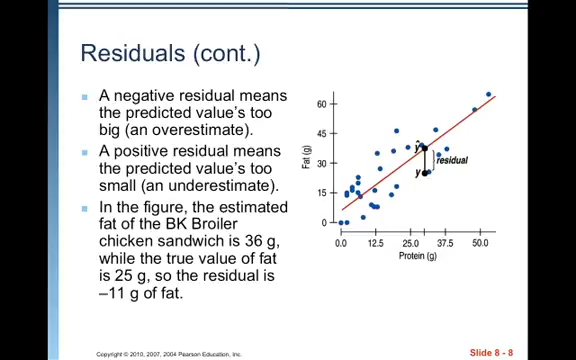 Residuals (cont.)
A negative residual means
the predicted value's too
big (an overestimate).
A positive residual means
the predicted value's too
small (an underestimate).
In the figure, the estimated
fat of the BK Broiler
chicken sandwich is 36 g,
while the true value of fat
is 25 g, so the residual is
–11 g of fat.
60
45
30
15
0
Fat (g)
ŷ
residual
y
0.0 12.5 25.0 37.5 50.0
Protein (g)
Copyright © 2010, 2007, 2004 Pearson Education, Inc.
Slide 8 - 8